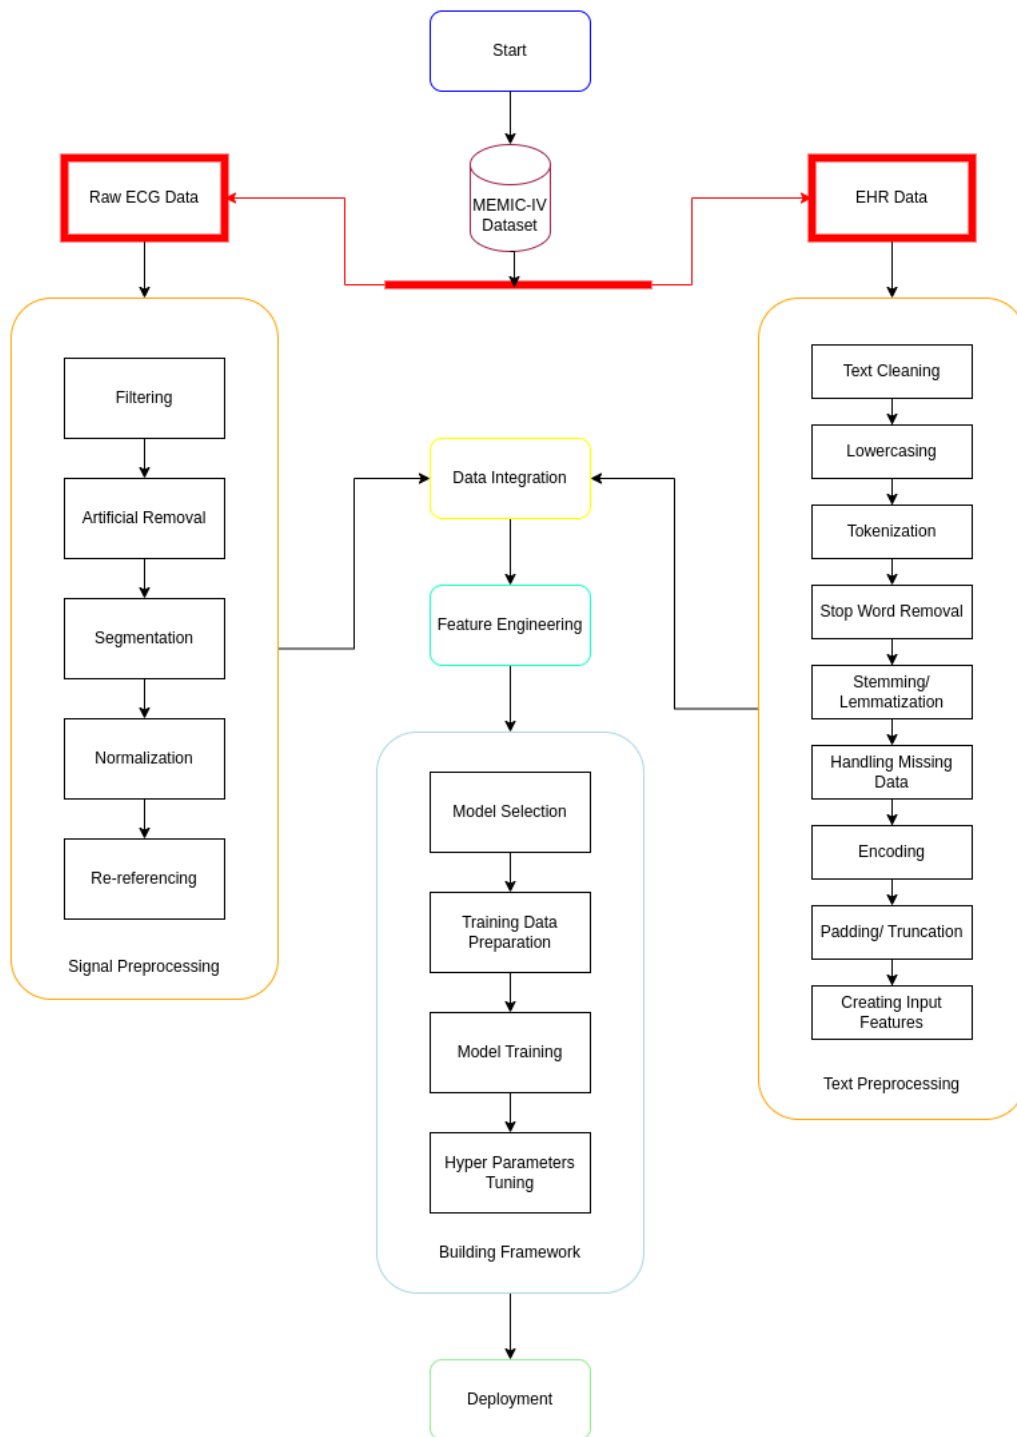 Start
MEMIC-IV
Dataset
Raw ECG Data
EHR Data
Filtering
Artificial Removal
Segmentation
Normalization
Re-referencing
Signal Preprocessing
Text Cleaning
Lowercasing
Tokenization
Stop Word Removal
Stemming/
Lemmatization
Handling Missing
Data
Encoding
Padding/ Truncation
Creating Input
Features
Text Preprocessing
Data Integration
Feature Engineering
Model Selection
Training Data
Preparation
Model Training
Hyper Parameters
Tuning
Building Framework
Deployment